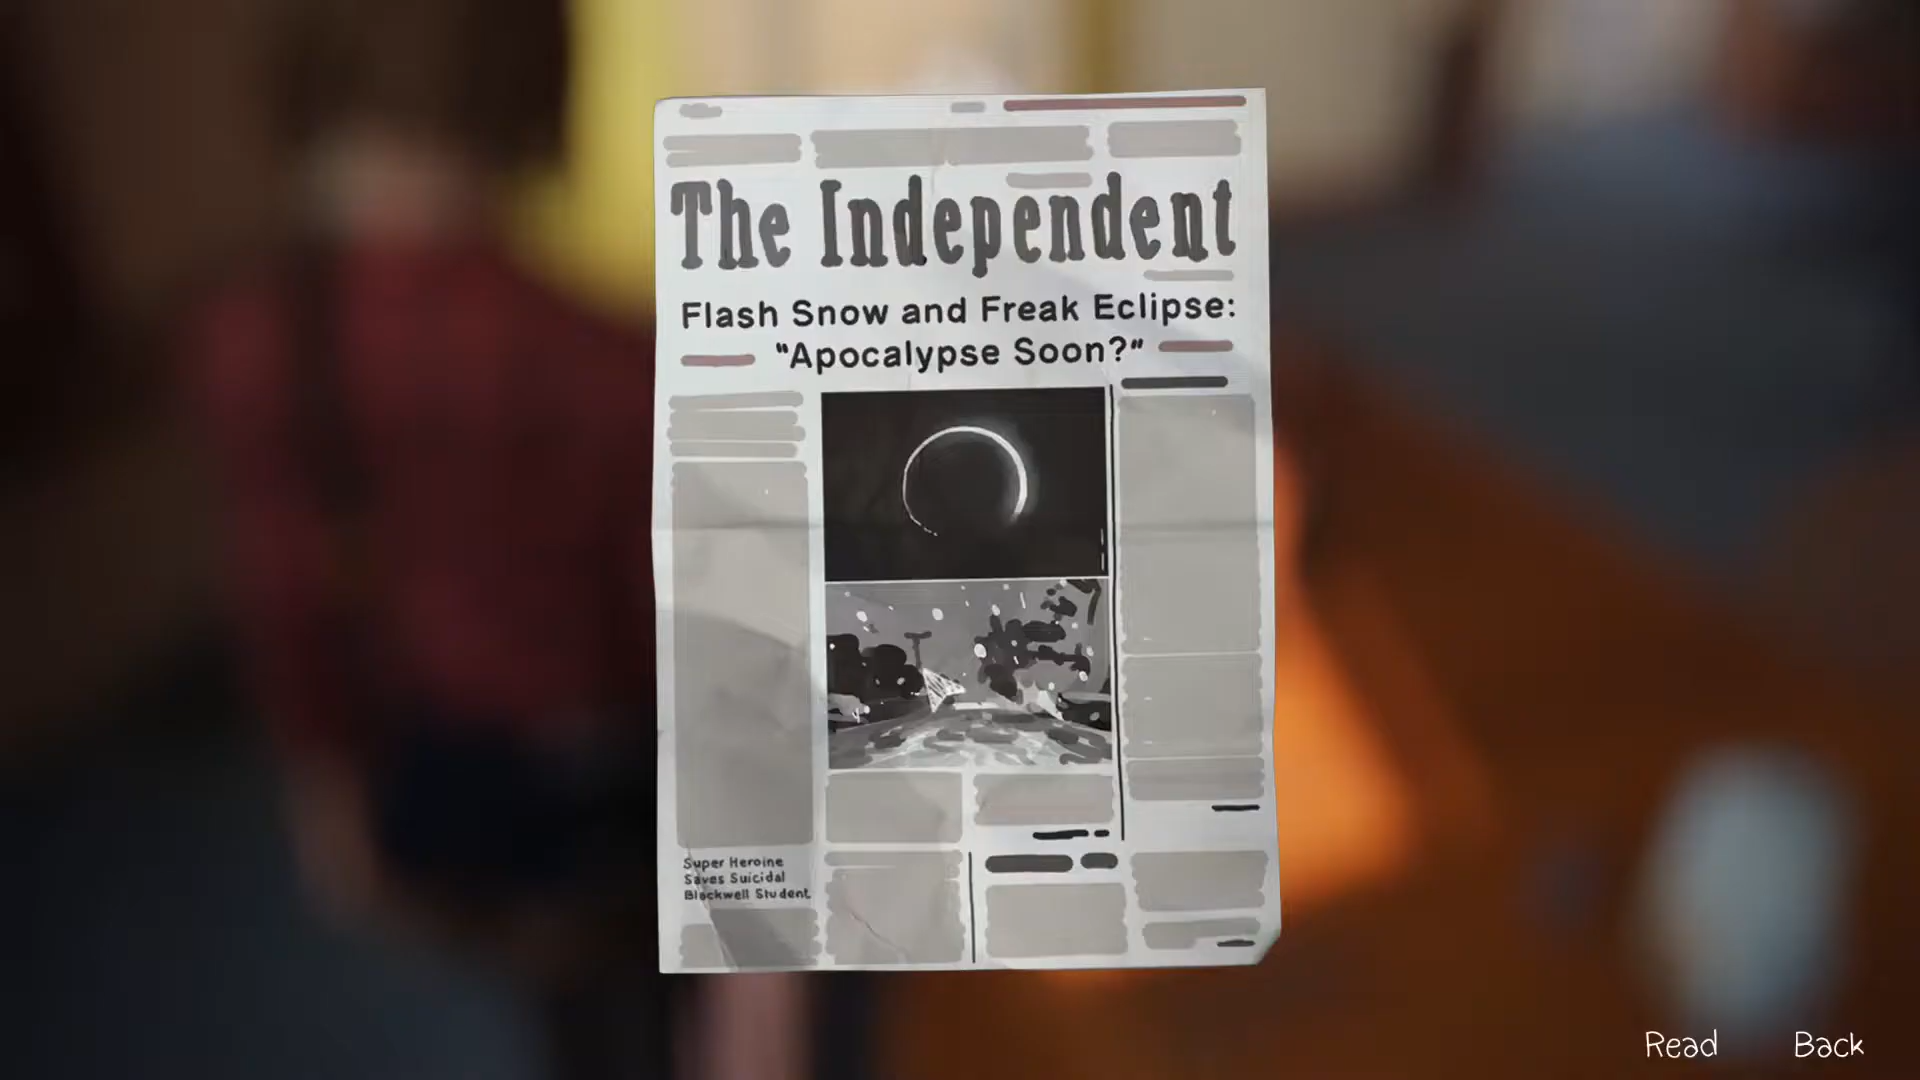 The Independent
Flash Snow and Freak Eclipse:
"Apocalypse Soon?"
Super Heroine
Saves Suicidal
Blackwell Student
Read
Back